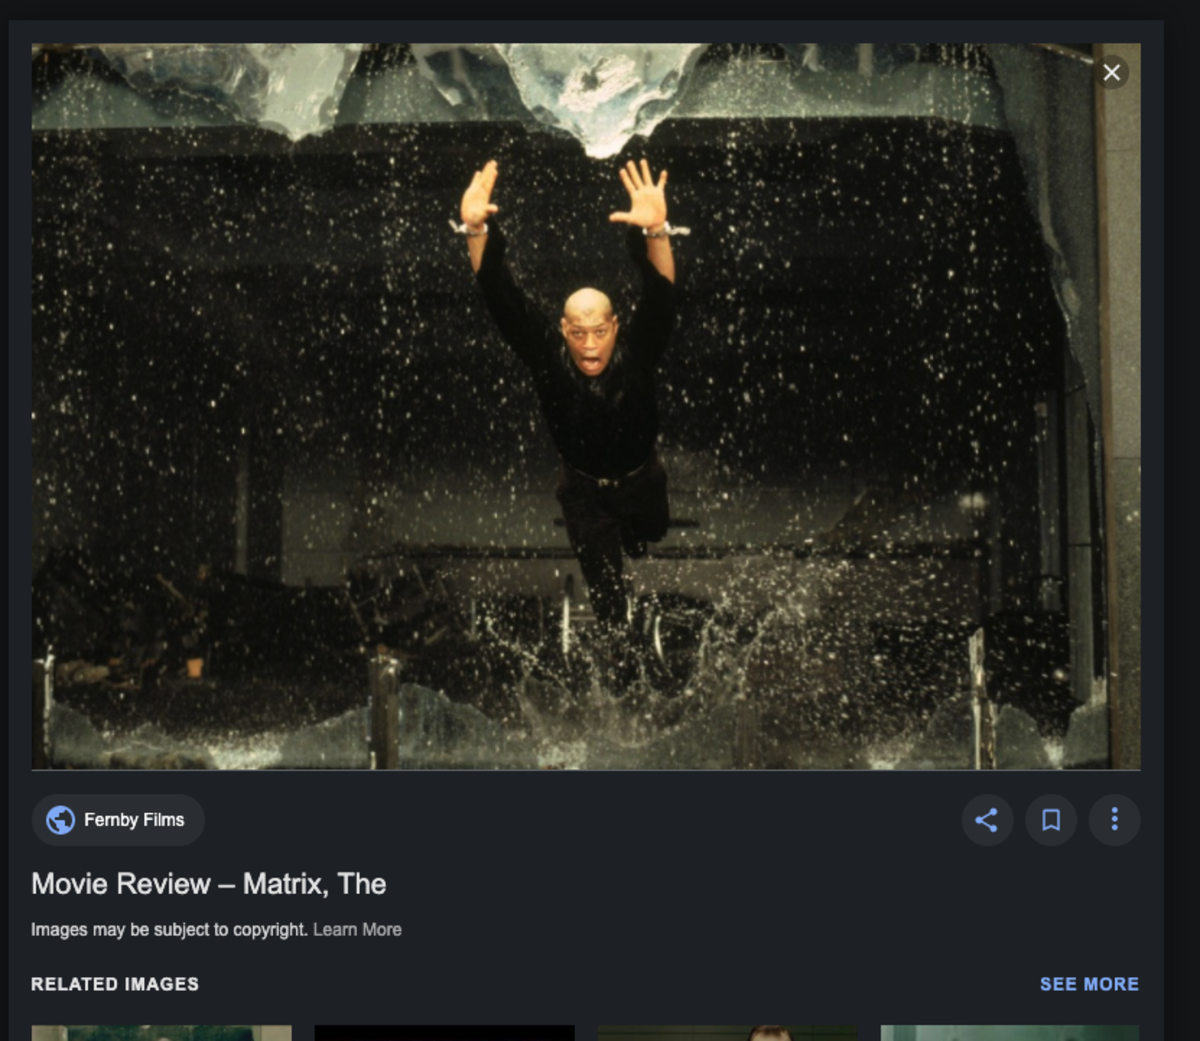 Fernby Films
Movie Review – Matrix, The
Images may be subject to copyright. Learn More
RELATED IMAGES
SEE MORE